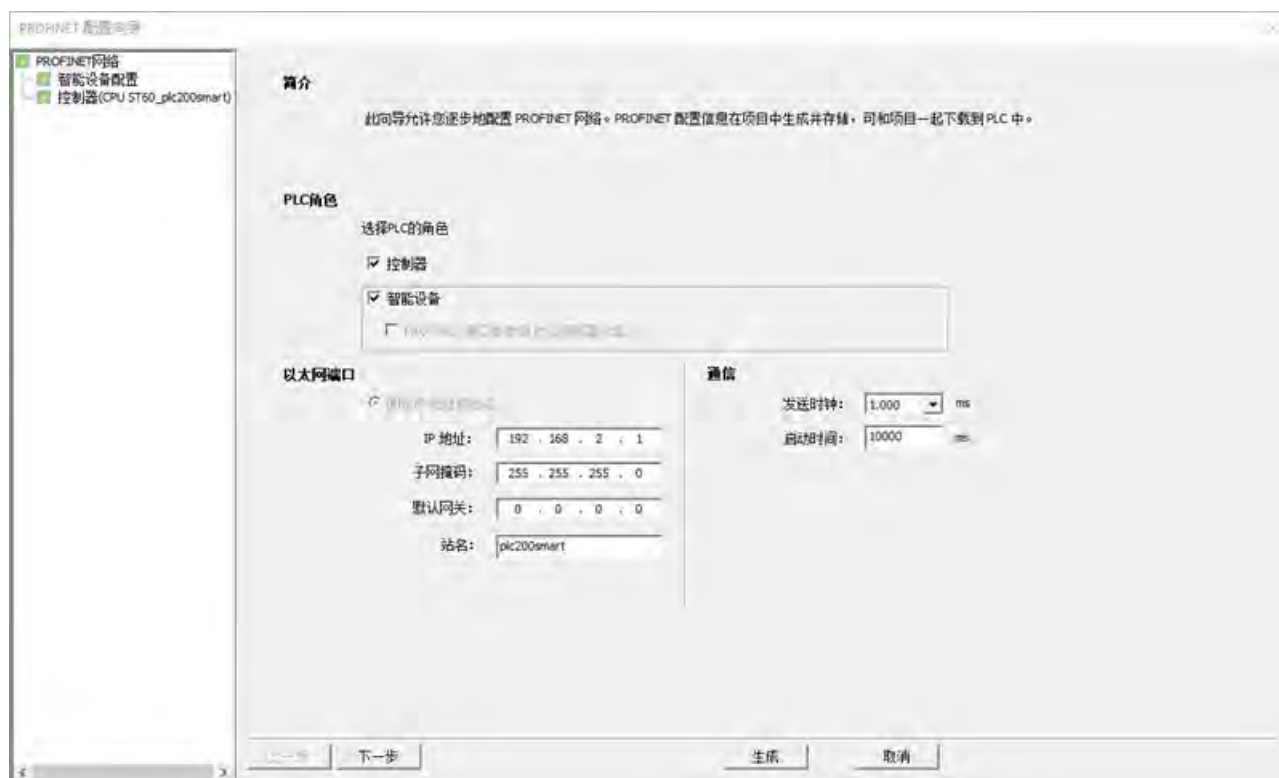 PROFINET 配置向导
PROFINET网络
智能设备配置
控制器(CPU ST60_plc200smart)
简介
此向导允许您逐步地配置 PROFINET 网络。PROFINET 配置信息在项目中生成并存储，可和项目一起下载到 PLC 中。
PLC角色
选择PLC的角色
控制器
智能设备
以太网端口
通信
发送时钟： 1.000 ms
启动时间： 10000 ms
IP 地址： 192 . 168 . 2 . 1
子网掩码： 255 . 255 . 255 . 0
默认网关： 0 . 0 . 0 . 0
站名： plc200smart
上一步 下一步 生成 取消